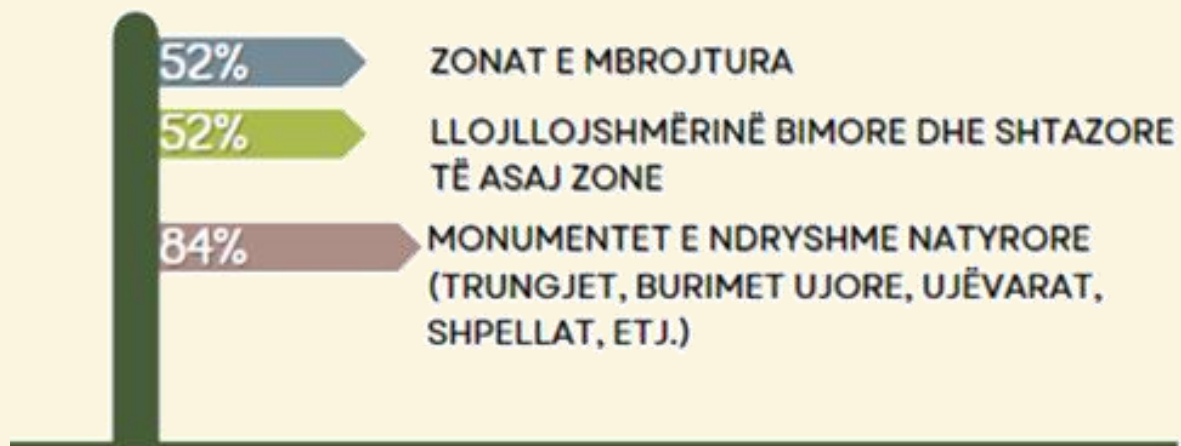 52% ZONAT E MBROJTURA
52% LLOJLLOJSHMËRINË BIMORE DHE SHTAZORE
TË ASAJ ZONE
84% MONUMENTET E NDRYSHME NATYRORE
(TRUNGJET, BURIMET UJORE, UJËVARAT,
SHPELLAT, ETJ.)